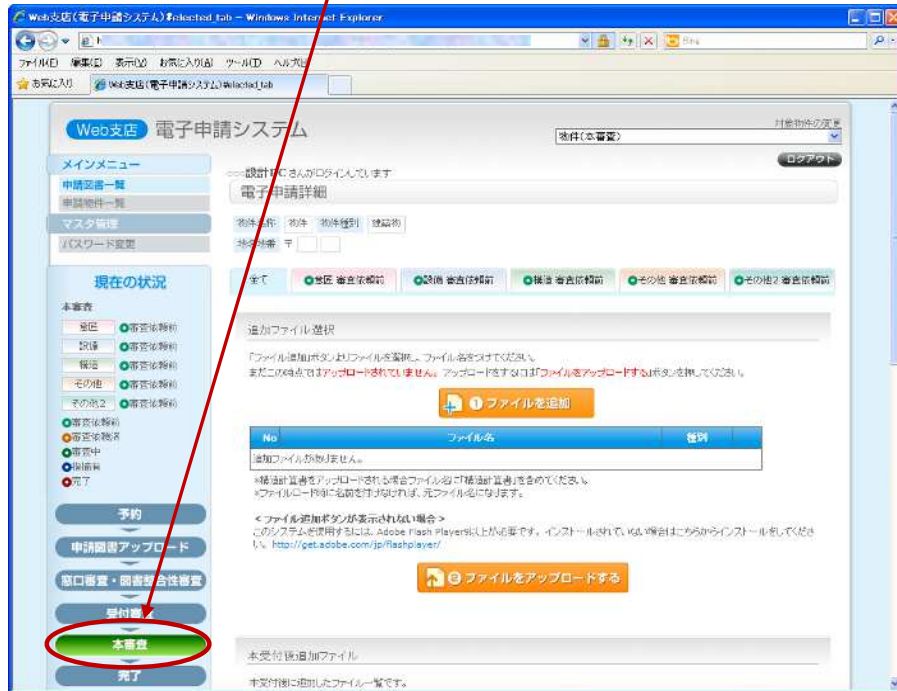 Web支店(電子申請システム)#selected_tab - Windows Internet Explorer
ファイル(F) 編集(E) 表示(V) お気に入り(A) ツール(T) ヘルプ(H)
お気に入り Web支店(電子申請システム)#selected_tab
Web支店 電子申請システム
対象物件の変更
物件(本審査)
ログアウト
メインメニュー
申請図書一覧
申請物件一覧
マスタ管理
パスワード変更
さんがログインしています
電子申請詳細
物件名称 物件 物件種別 建築物
地名地番 〒
現在の状況
本審査
意匠 審査依頼前
設備 審査依頼前
構造 審査依頼前
その他 審査依頼前
その他2 審査依頼前
審査依頼前
審査依頼済
審査中
指摘有
完了
予約
申請図書アップロード
窓口審査・図書整合性審査
本審査
完了
全て 意匠 審査依頼前 設備 審査依頼前 構造 審査依頼前 その他 審査依頼前 その他2 審査依頼前
追加ファイル選択
「ファイル追加」ボタンよりファイルを選択し、ファイル名をつけてください。
まだこの時点ではアップロードされていません。アップロードをするには「ファイルをアップロードする」ボタンを押してください。
① ファイルを追加
No ファイル名 種別
追加ファイルがありません。
※構造計算書をアップロードされる場合ファイル名に「構造計算書」を含めてください。
※ファイルロード時に名前を付けなければ、元ファイル名になります。
<ファイル追加ボタンが表示されない場合>
このシステムを使用するには、Adobe Flash Player9以上が必要です。インストールされていない場合はこちらからインストールをしてください。 http://get.adobe.com/jp/flashplayer/
② ファイルをアップロードする
本受付後追加ファイル
本受付後に追加したファイル一覧です。